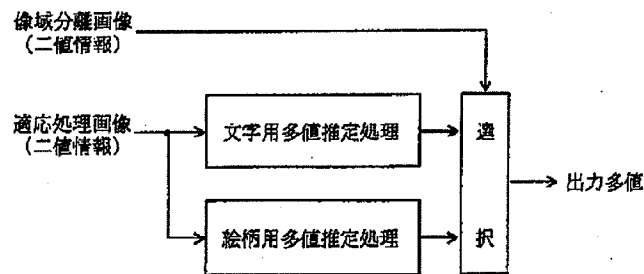 像域分離画像
(二値情報)
適応処理画像
(二値情報)
文字用多値推定処理
絵柄用多値推定処理
選
択
出力多値